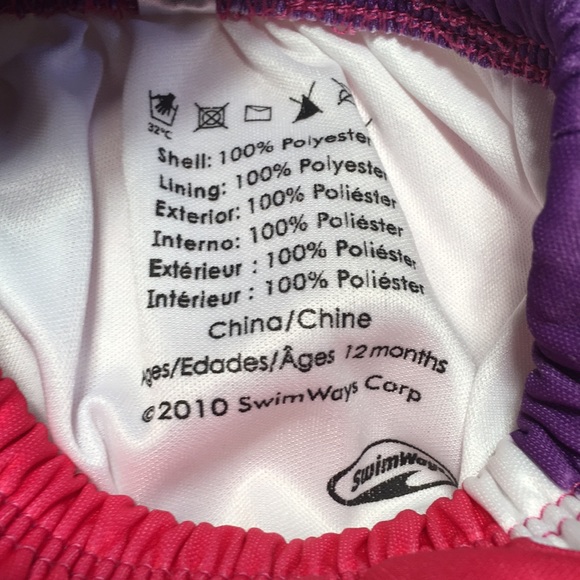 32°C
Shell: 100% Polyester
Lining: 100% Polyeste
Exterior: 100% Poliéster
Interno: 100% Poliéster
Extérieur : 100% Poliéster
Intérieur : 100% Poliéster
China/Chine
ges/Edades/Âges 12 months
©2010 SwimWays Corp
SwimWays